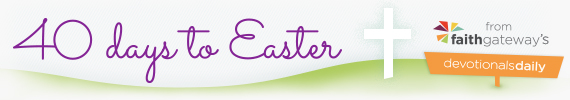 40 days to Easter
from
faithgateway's
devotionalsdaily